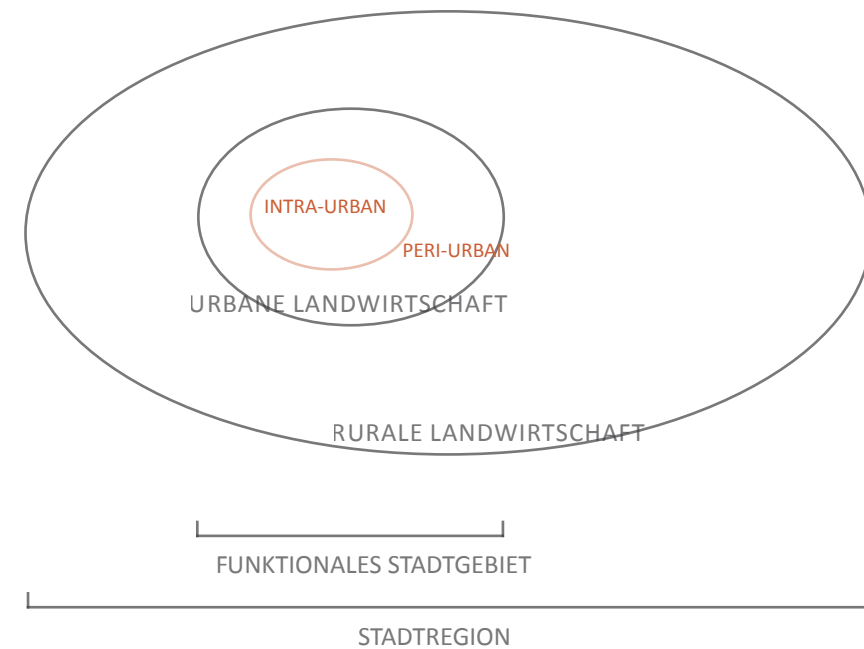 INTRA-URBAN
PERI-URBAN
URBANE LANDWIRTSCHAFT
RURALE LANDWIRTSCHAFT
FUNKTIONALES STADTGEBIET
STADTREGION